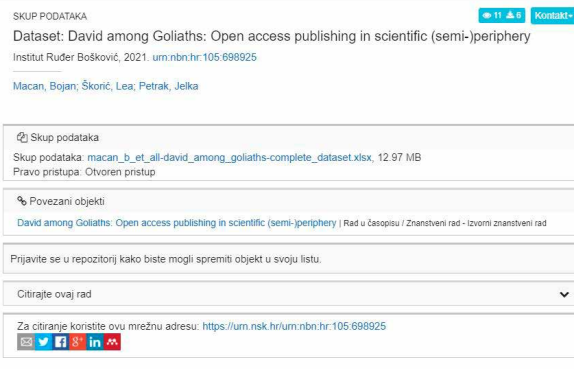 SKUP PODATAKA
11 6 Kontakt
Dataset: David among Goliaths: Open access publishing in scientific (semi-)periphery
Institut Ruđer Bošković, 2021. urn:nbn:hr:105:698925
Macan, Bojan; Škorić, Lea; Petrak, Jelka
Skup podataka
Skup podataka: macan_b_et_all-david_among_goliaths-complete_dataset.xlsx, 12.97 MB
Pravo pristupa: Otvoren pristup
Povezani objekti
David among Goliaths: Open access publishing in scientific (semi-)periphery | Rad u časopisu / Znanstveni rad - Izvorni znanstveni rad
Prijavite se u repozitorij kako biste mogli spremiti objekt u svoju listu.
Citirajte ovaj rad
Za citiranje koristite ovu mrežnu adresu: https://urn.nsk.hr/urn:nbn:hr:105:698925